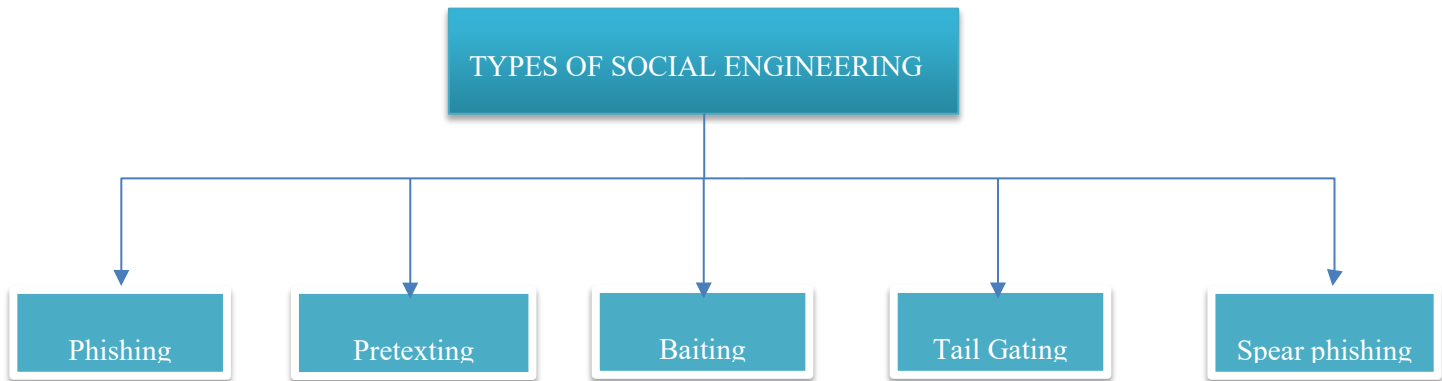 TYPES OF SOCIAL ENGINEERING
Phishing
Pretexting
Baiting
Tail Gating
Spear phishing